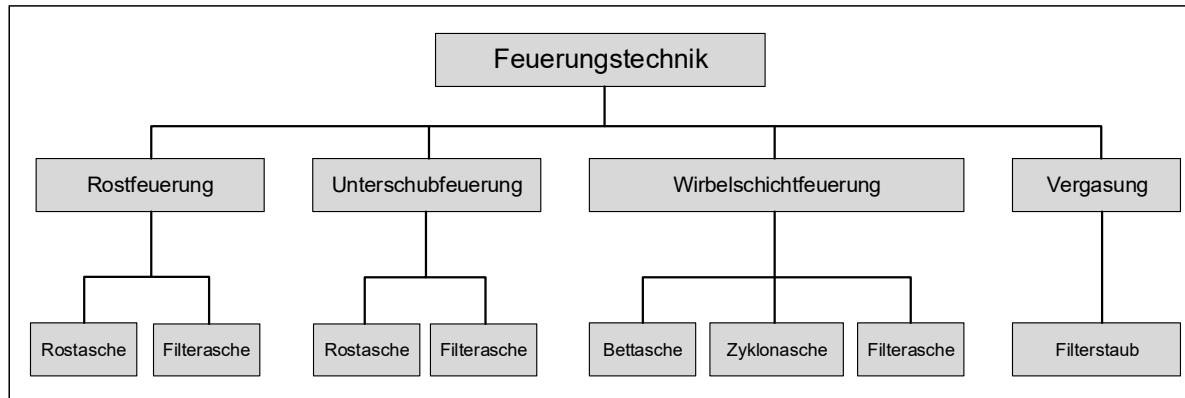 Feuerungstechnik
Rostfeuerung
Unterschubfeuerung
Wirbelschichtfeuerung
Vergasung
Rostasche
Filterasche
Rostasche
Filterasche
Bettasche
Zyklonasche
Filterasche
Filterstaub